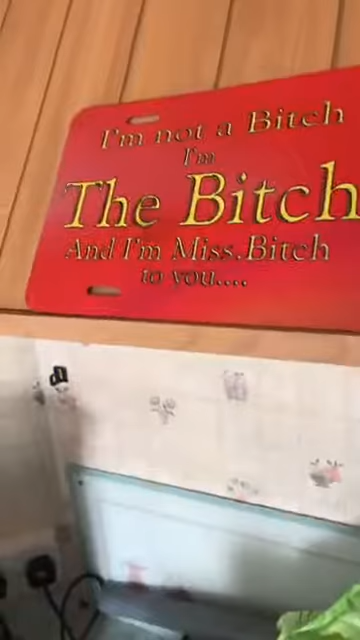 I'm not a Bitch
I'm
The Bitch
And I'm Miss.Bitch
to you....